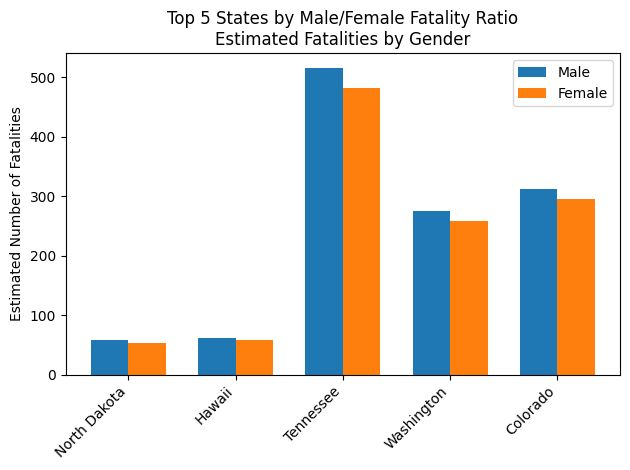 Top 5 States by Male/Female Fatality Ratio
Estimated Fatalities by Gender
Male
Female
Estimated Number of Fatalities
500
400
300
200
100
0
North Dakota
Hawaii
Tennessee
Washington
Colorado